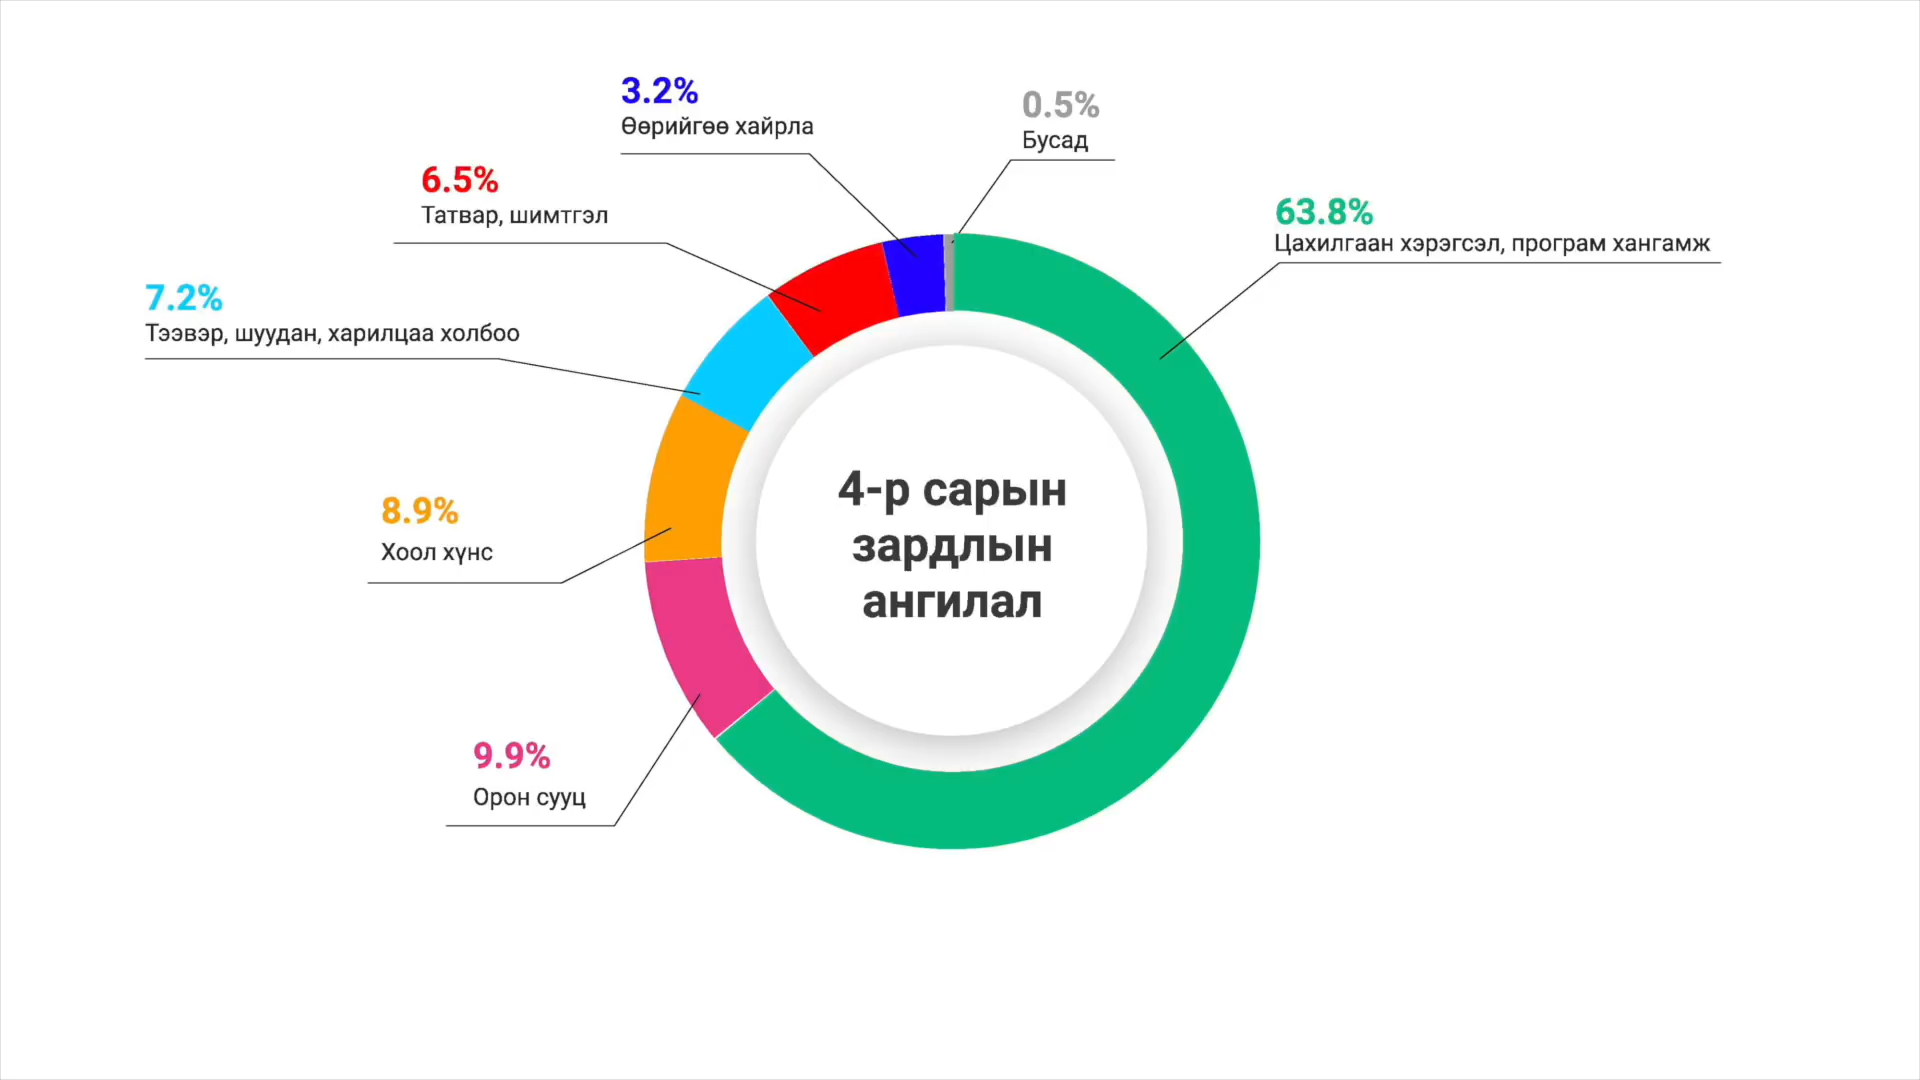 3.2%
Өөрийгөө хайрла
0.5%
Бусад
6.5%
Татвар, шимтгэл
63.8%
Цахилгаан хэрэгсэл, програм хангамж
7.2%
Тээвэр, шуудан, харилцаа холбоо
8.9%
Хоол хүнс
4-р сарын
зардлын
ангилал
9.9%
Орон сууц